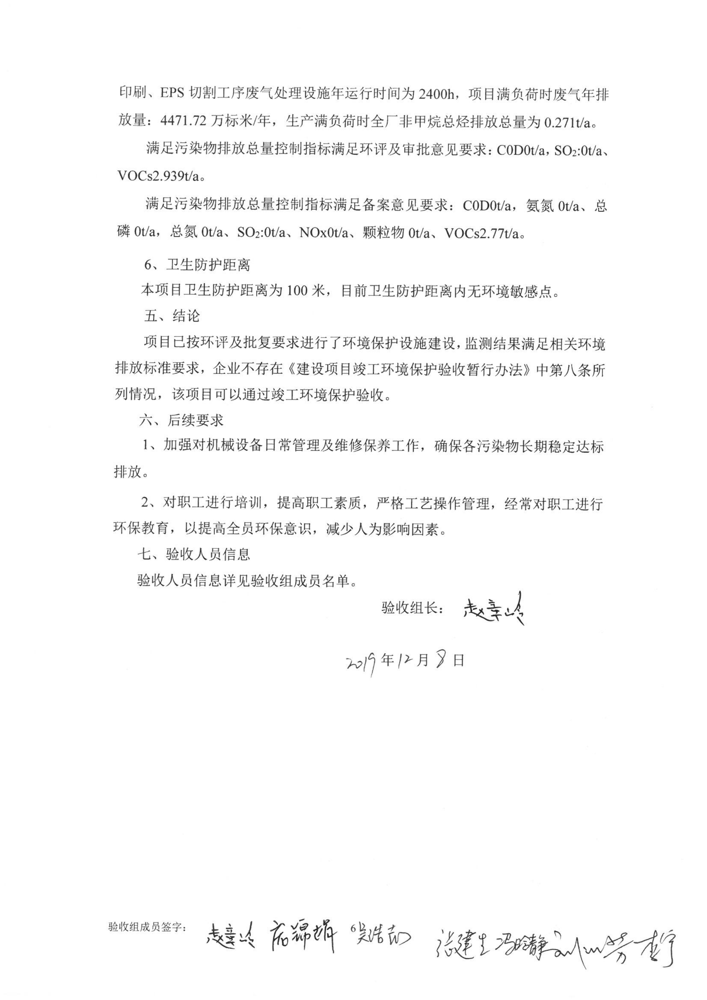 印刷、EPS 切割工序废气处理设施年运行时间为 2400h，项目满负荷时废气年排
放量：4471.72 万标米/年，生产满负荷时全厂非甲烷总烃排放总量为 0.271t/a。
满足污染物排放总量控制指标满足环评及审批意见要求：C0D0t/a，SO₂:0t/a、
VOCs2.939t/a。
满足污染物排放总量控制指标满足备案意见要求：C0D0t/a，氨氮 0t/a、总
磷 0t/a，总氮 0t/a、SO₂:0t/a、NOx0t/a、颗粒物 0t/a、VOCs2.77t/a。
6、卫生防护距离
本项目卫生防护距离为 100 米，目前卫生防护距离内无环境敏感点。
五、结论
项目已按环评及批复要求进行了环境保护设施建设，监测结果满足相关环境
排放标准要求，企业不存在《建设项目竣工环境保护验收暂行办法》中第八条所
列情况，该项目可以通过竣工环境保护验收。
六、后续要求
1、加强对机械设备日常管理及维修保养工作，确保各污染物长期稳定达标
排放。
2、对职工进行培训，提高职工素质，严格工艺操作管理，经常对职工进行
环保教育，以提高全员环保意识，减少人为影响因素。
七、验收人员信息
验收人员信息详见验收组成员名单。
验收组长：
2019 年 12 月 8 日
验收组成员签字： 6 张建生